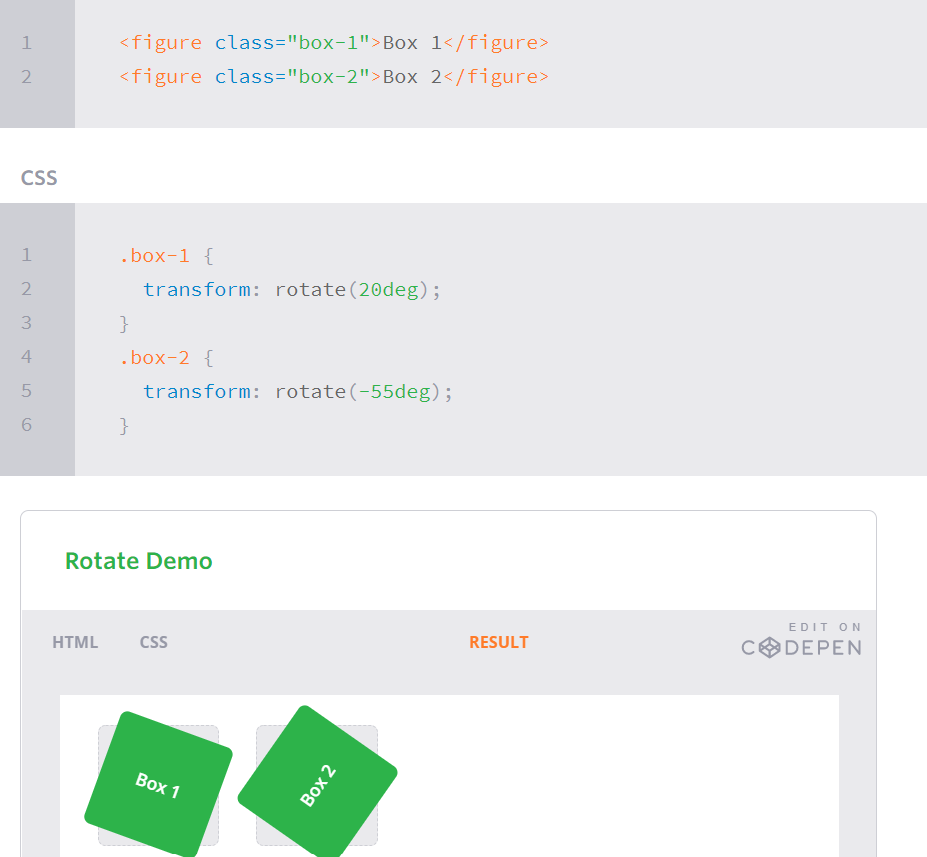 1 <figure class="box-1">Box 1</figure>
2 <figure class="box-2">Box 2</figure>
CSS
1 .box-1 {
2   transform: rotate(20deg);
3 }
4 .box-2 {
5   transform: rotate(-55deg);
6 }
Rotate Demo
HTML CSS RESULT EDIT ON
CODEPEN
Box 1 Box 2